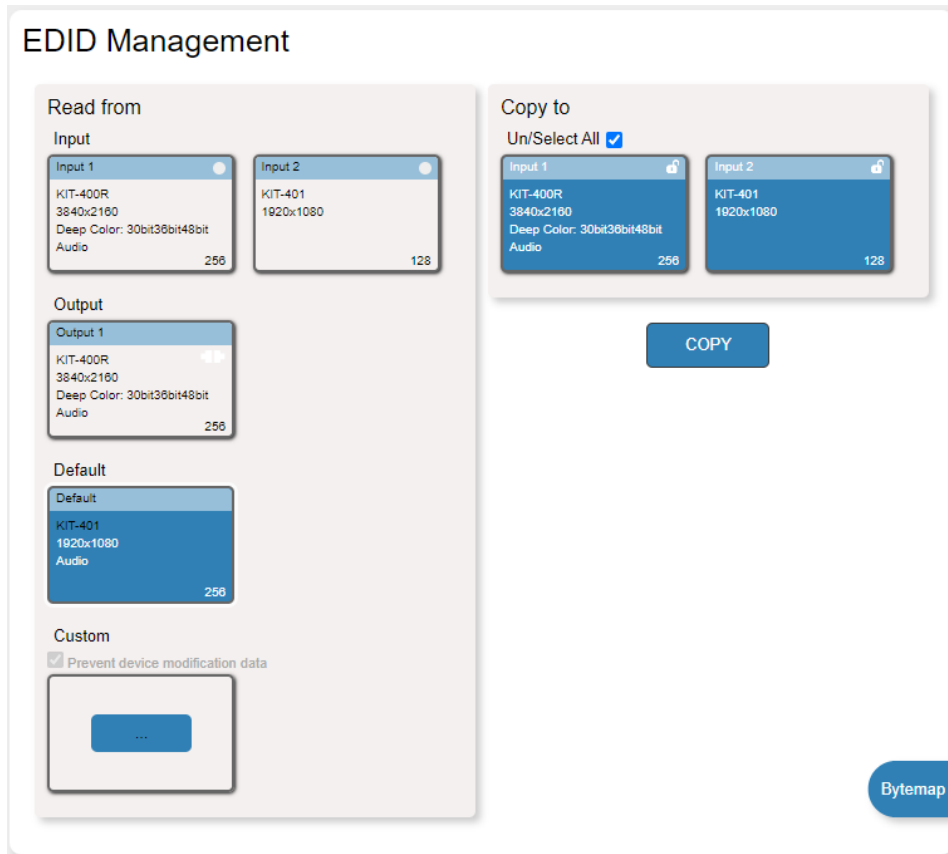 EDID Management
Read from
Input
Input 1
KIT-400R
3840x2160
Deep Color: 30bit36bit48bit
Audio
256
Input 2
KIT-401
1920x1080
128
Output
Output 1
KIT-400R
3840x2160
Deep Color: 30bit36bit48bit
Audio
256
Default
Default
KIT-401
1920x1080
Audio
256
Custom
Prevent device modification data
...
Copy to
Un/Select All
Input 1
KIT-400R
3840x2160
Deep Color: 30bit36bit48bit
Audio
256
Input 2
KIT-401
1920x1080
128
COPY
Bytemap